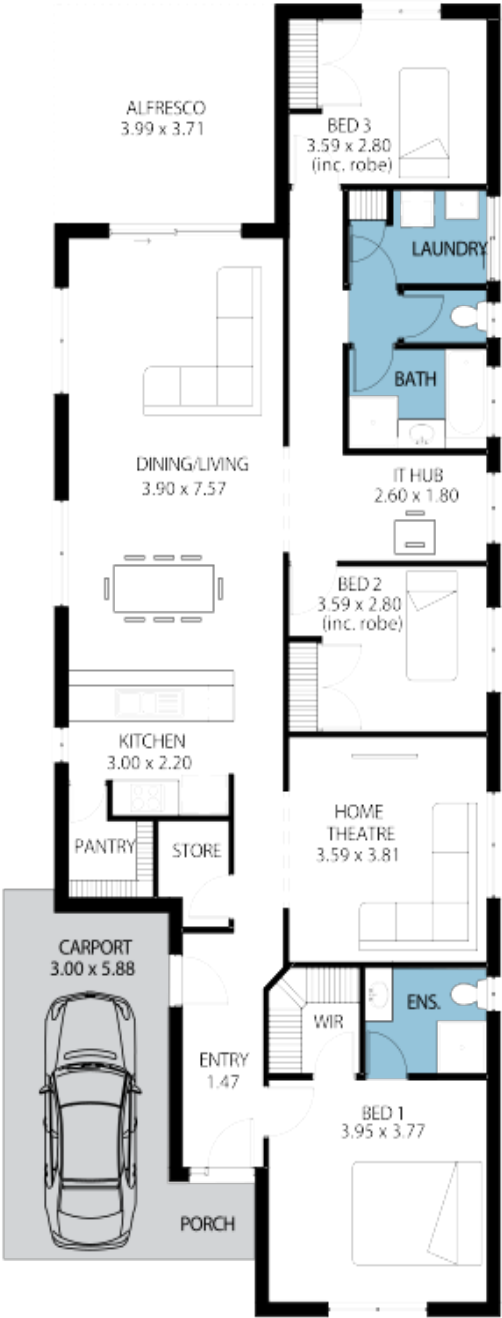 ALFRESCO
3.99 x 3.71
BED 3
3.59 x 2.80
(inc. robe)
LAUNDRY
BATH
DINING/LIVING
3.90 x 7.57
IT HUB
2.60 x 1.80
BED 2
3.59 x 2.80
(inc. robe)
KITCHEN
3.00 x 2.20
HOME
THEATRE
3.59 x 3.81
PANTRY
STORE
CARPORT
3.00 x 5.88
ENS.
WIR
ENTRY
1.47
BED 1
3.95 x 3.77
PORCH